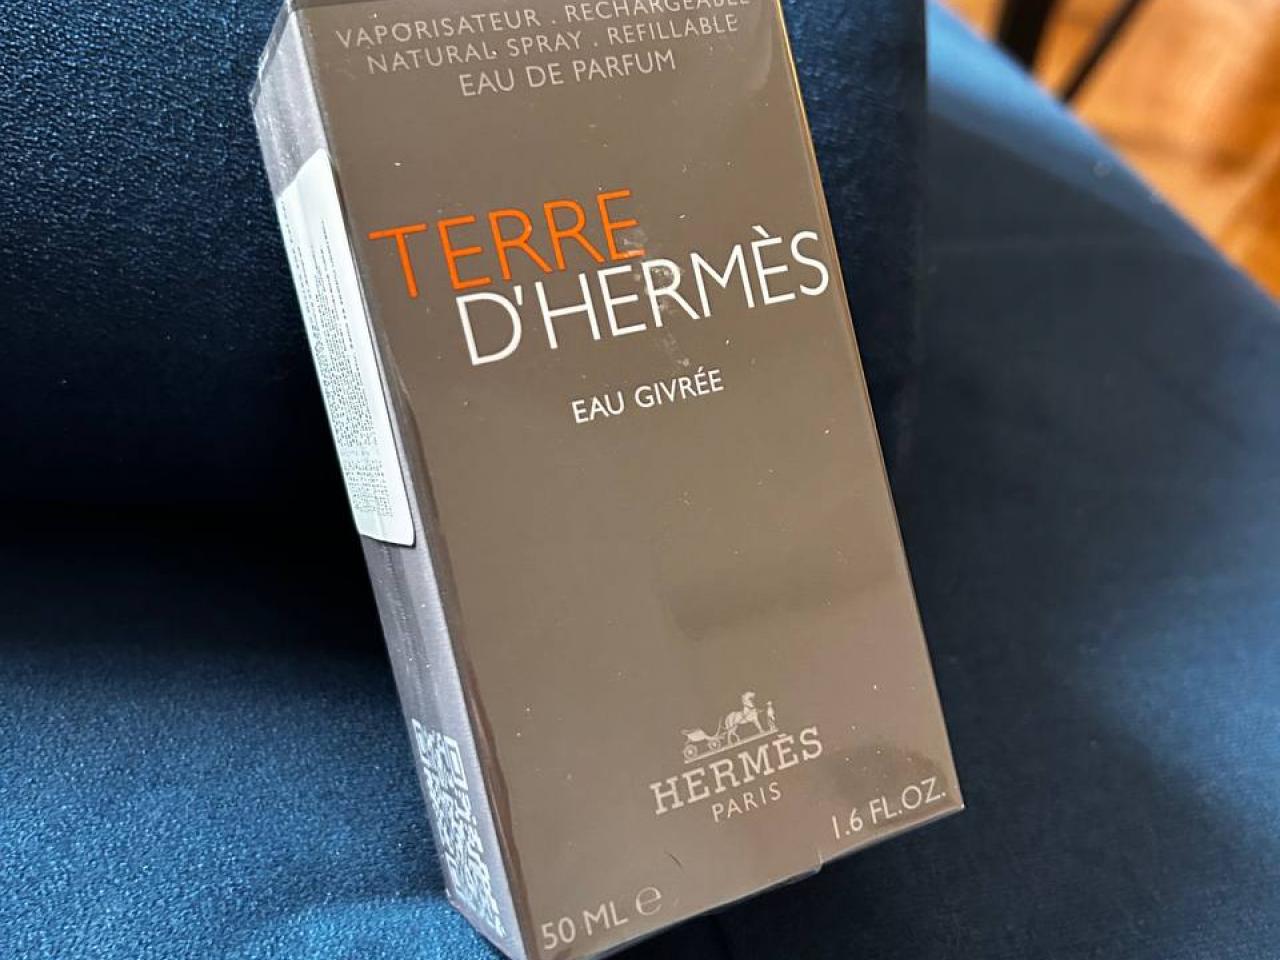 VAPORISATEUR . RECHARGEABLE
NATURAL SPRAY . REFILLABLE
EAU DE PARFUM
TERRE
D'HERMÈS
EAU GIVRÉE
HERMÈS
PARIS
1.6 FL.OZ.
50 ML ℮